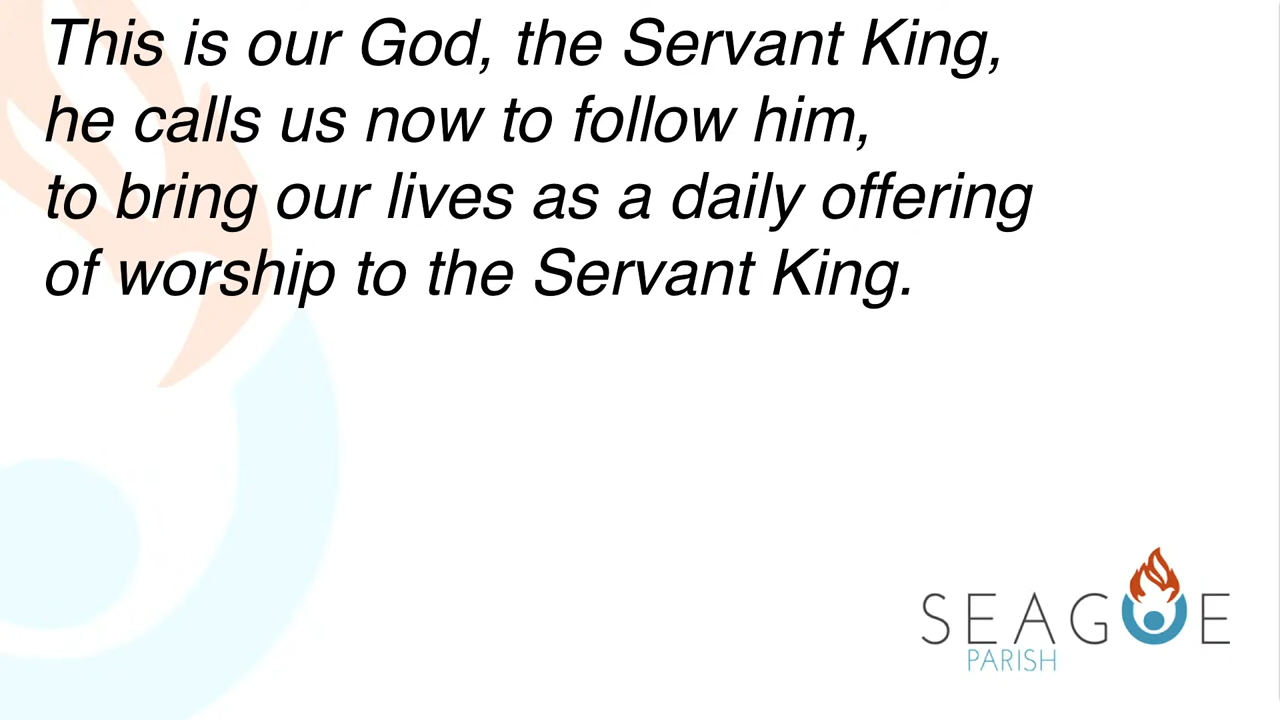 This is our God, the Servant King,
he calls us now to follow him,
to bring our lives as a daily offering
of worship to the Servant King.
SEAGOE
PARISH